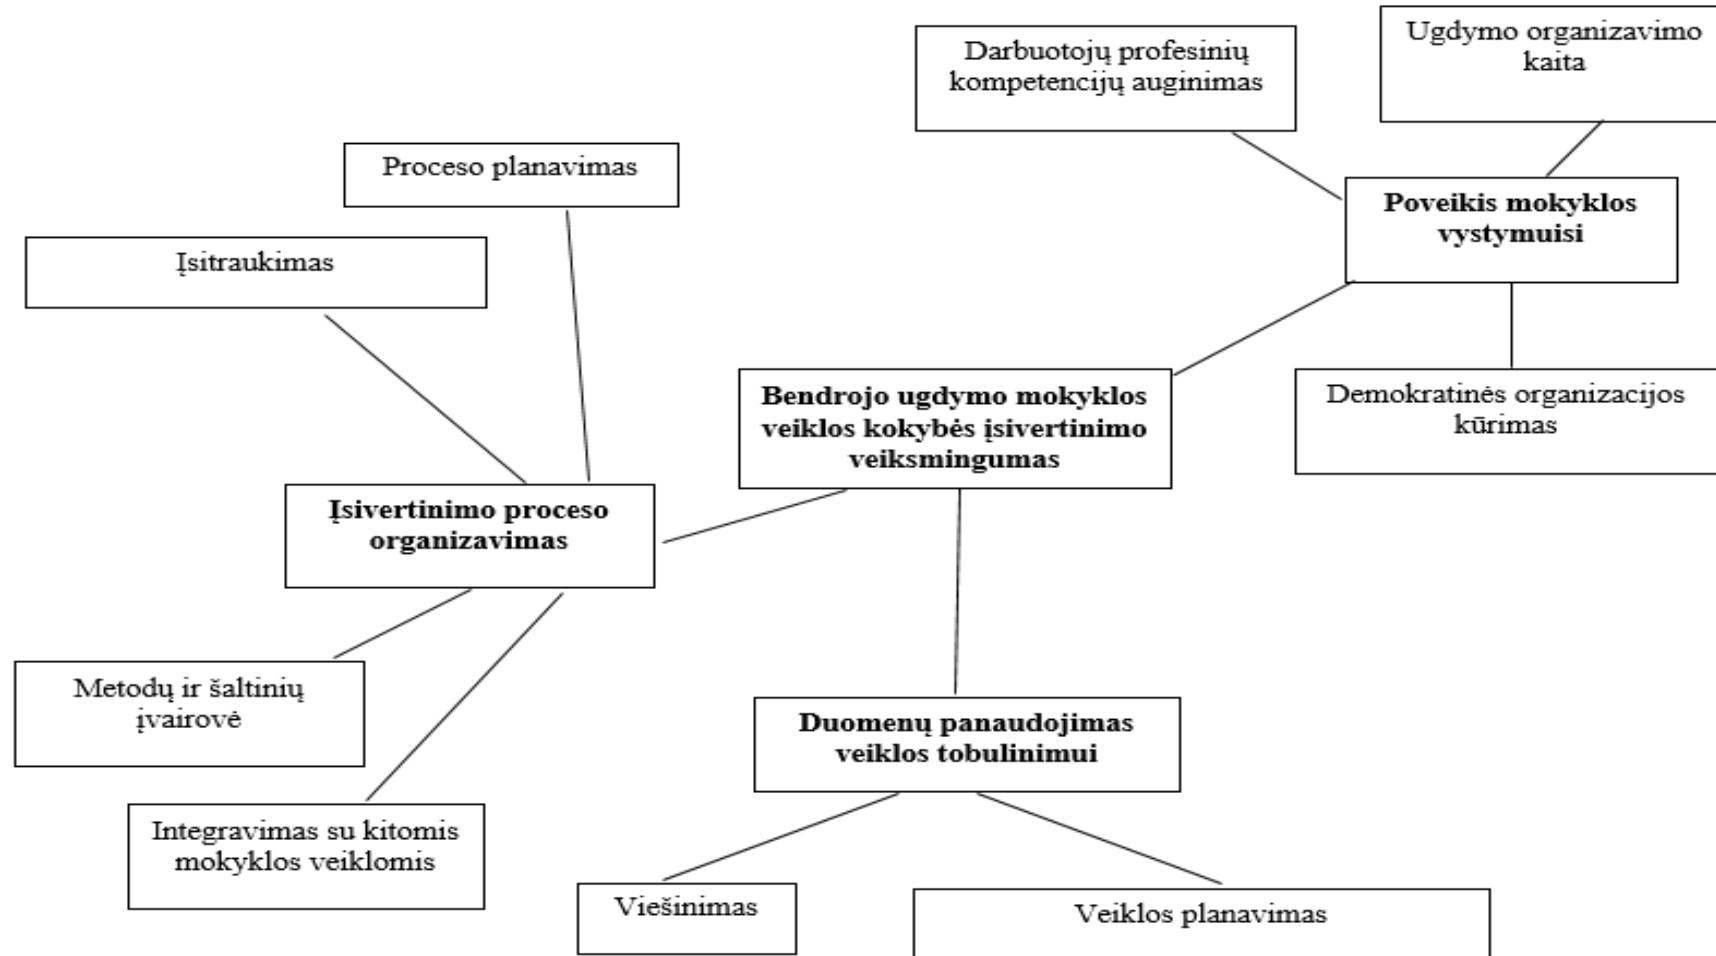 Darbuotojų profesinių
kompetencijų auginimas
Ugdymo organizavimo
kaita
Proceso planavimas
Poveikis mokyklos
vystymuisi
Įsitraukimas
Bendrojo ugdymo mokyklos
veiklos kokybės įsivertinimo
veiksmingumas
Demokratinės organizacijos
kūrimas
Įsivertinimo proceso
organizavimas
Metodų ir šaltinių
įvairovė
Duomenų panaudojimas
veiklos tobulinimui
Integravimas su kitomis
mokyklos veiklomis
Viešinimas
Veiklos planavimas